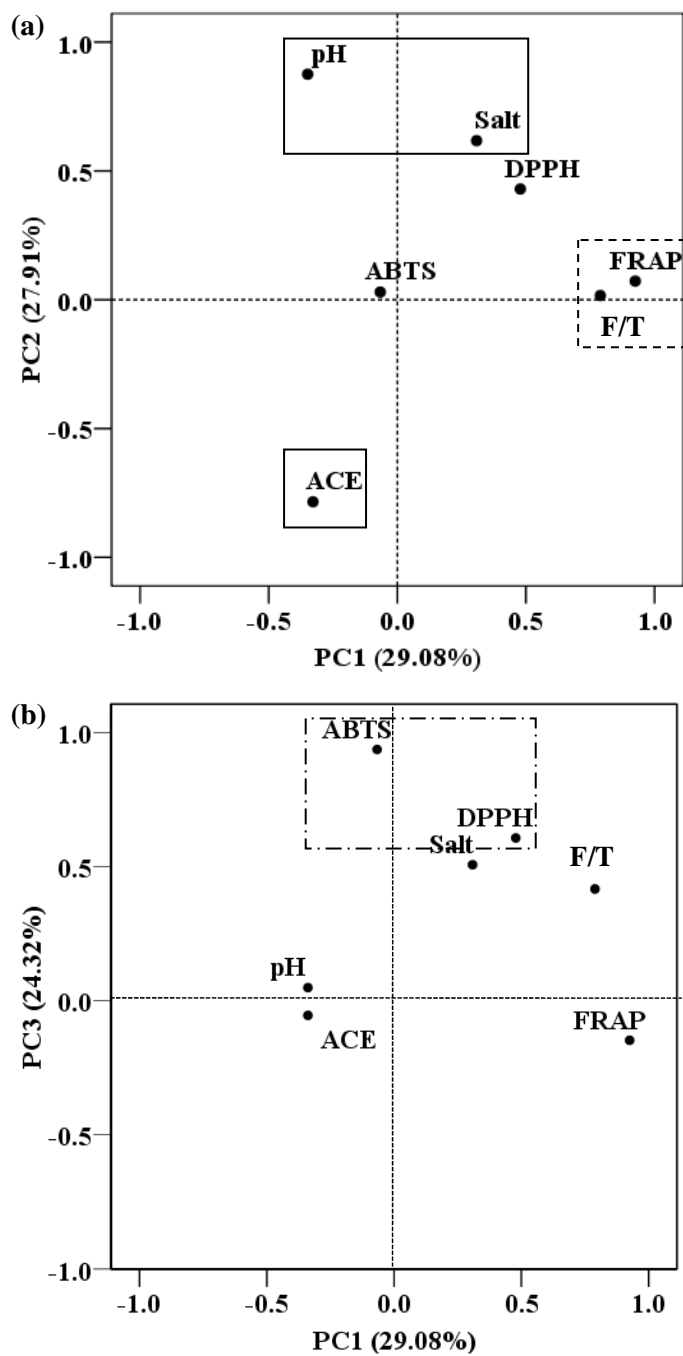 (a)
1.0
pH
Salt
0.5
DPPH
FRAP
ABTS
0.0
F/T
PC2 (27.91%)
-0.5
ACE
-1.0
-1.0 -0.5 0.0 0.5 1.0
PC1 (29.08%)
(b)
1.0
ABTS
DPPH
Salt
F/T
0.5
pH
0.0
PC3 (24.32%)
FRAP
ACE
-0.5
-1.0
-1.0 -0.5 0.0 0.5 1.0
PC1 (29.08%)